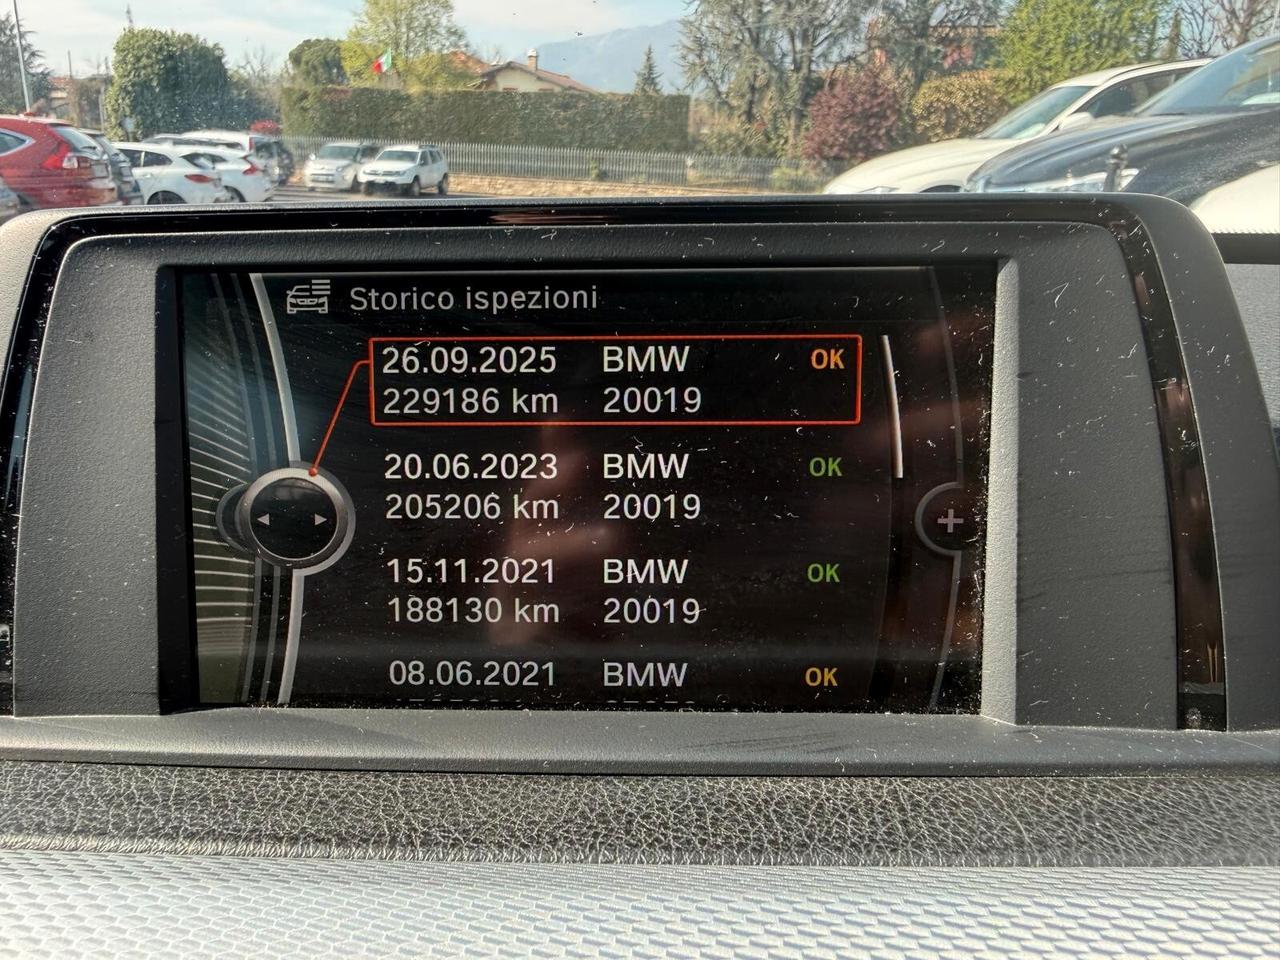 Storico ispezioni
26.09.2025 BMW OK
229186 km 20019
20.06.2023 BMW OK
205206 km 20019
15.11.2021 BMW OK
188130 km 20019
08.06.2021 BMW OK